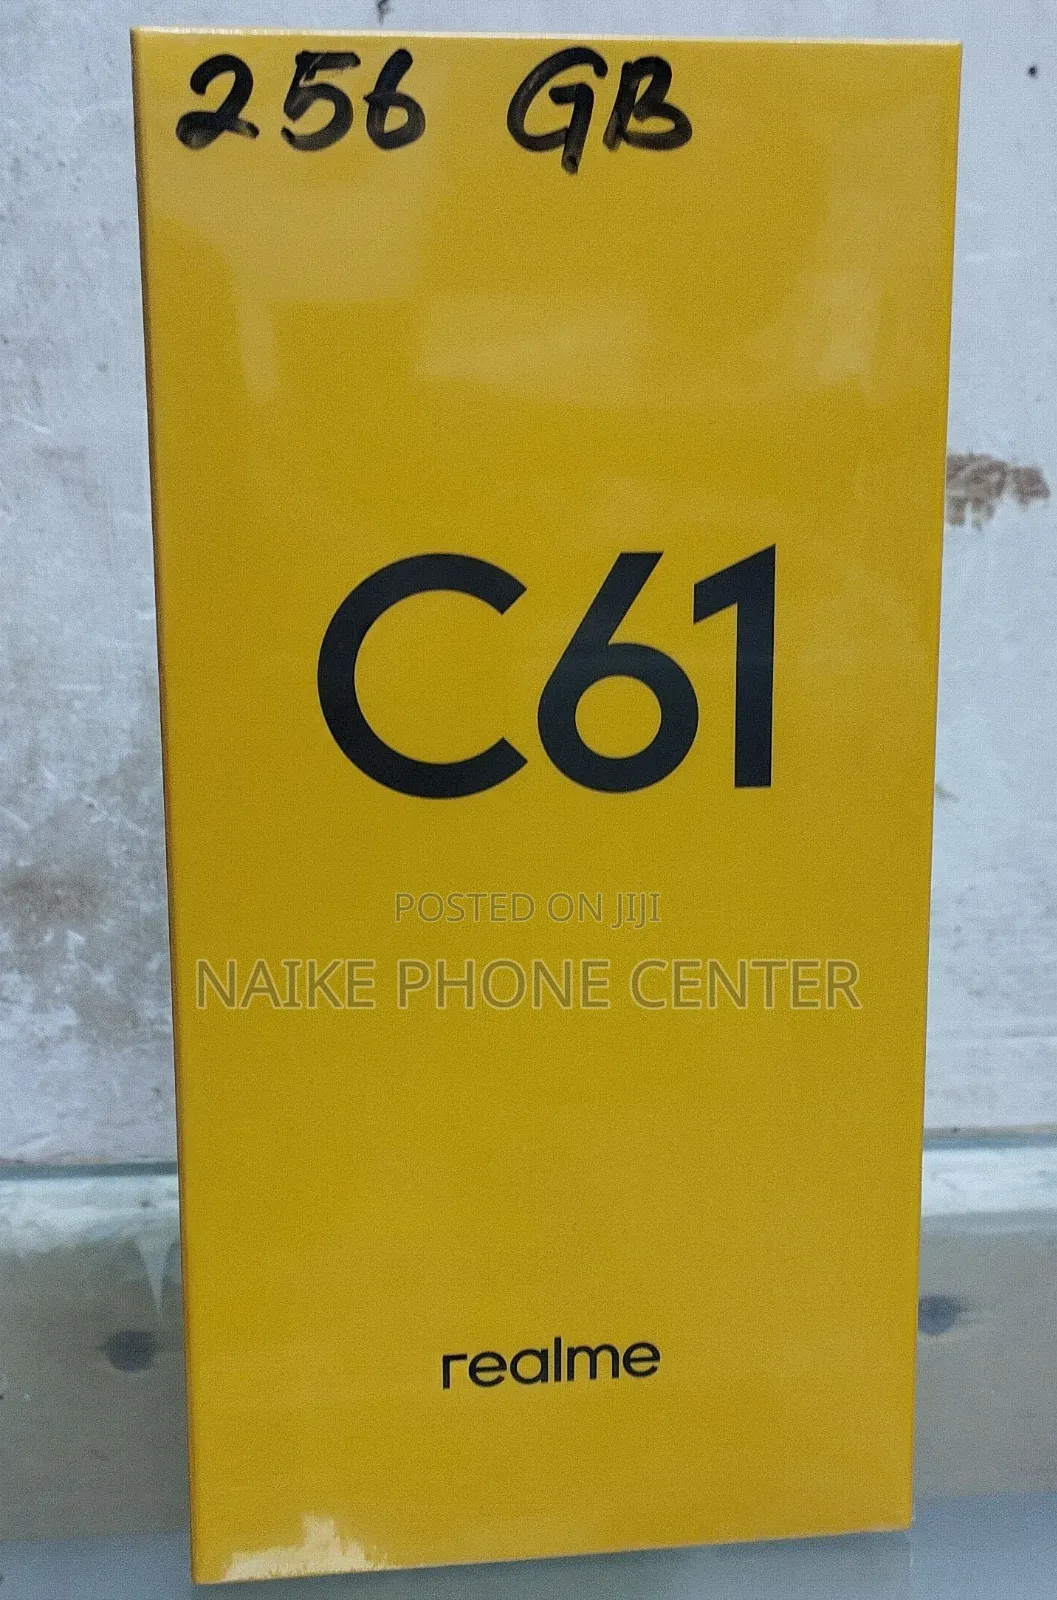 256 GB
C61
POSTED ON JIJI
NAIKE PHONE CENTER
realme